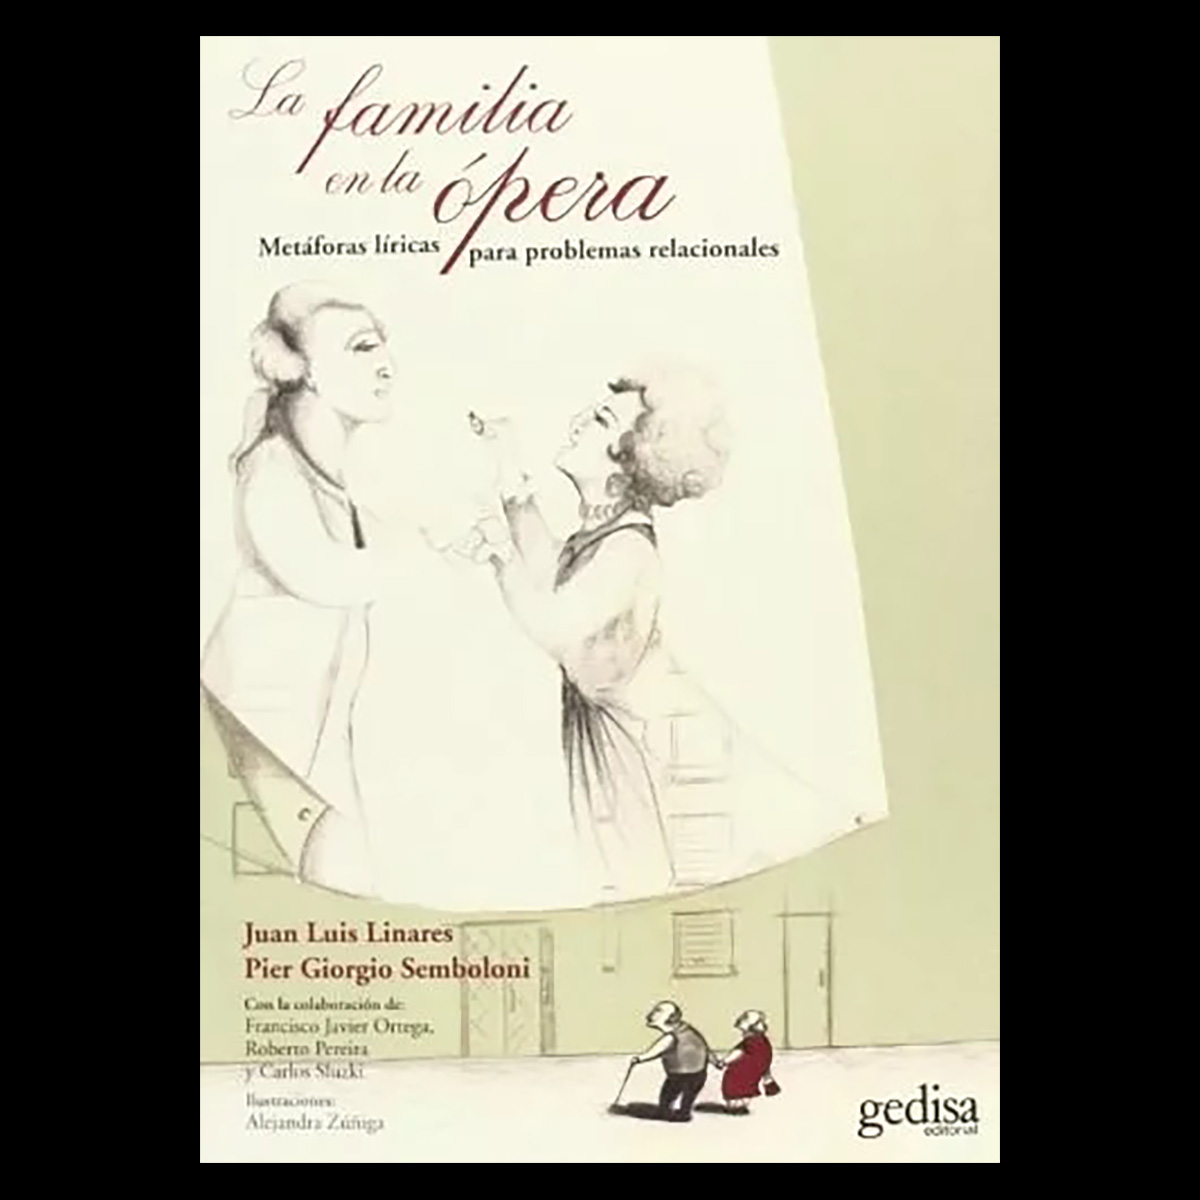 La familia
en la ópera
Metáforas líricas para problemas relacionales
Juan Luis Linares
Pier Giorgio Semboloni
Con la colaboración de:
Francisco Javier Ortega,
Roberto Pereira
y Carlos Sluzki
Ilustraciones:
Alejandra Zúñiga
gedisa
editorial